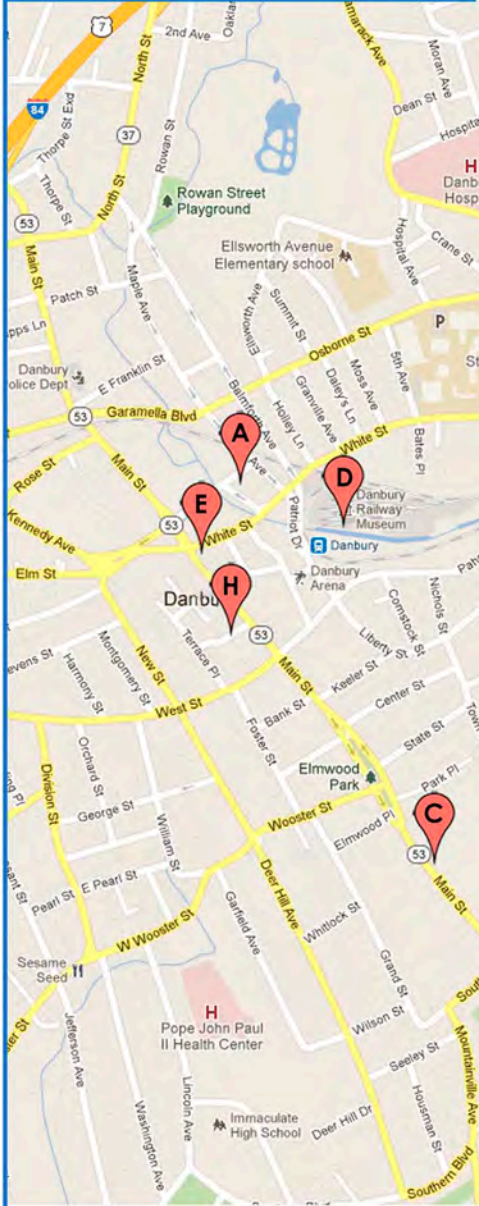 7
2nd Ave
North St
84
Thorpe St Exd
37
Rowan St
Dean St
Moran Ave
H
Thorpe St
North St
Rowan Street
Playground
53
Main St
Hospital Ave
Crane St
Ellsworth Avenue
Elementary school
Patch St
Maple Ave
Ellsworth Ave
Summit St
Osborne St
P
Danbury
E Franklin St
Granville Ave
Daley's Ln
Moss Ave
5th Ave
53
Garamella Blvd
Balmforth Ave
Holley Ln
White St
Bates Pl
Rose St
Main St
A
Ave
D
Danbury
Railway
Museum
Kennedy Ave
53
E
White St
Patriot Dr
Danbury
Elm St
H
Danbury
Arena
53
Nichols St
Comstock St
Liberty St
Harmony St
Montgomery St
New St
Terrace Pl
Main St
Keeler St
West St
Bank St
Center St
Foster St
State St
Orchard St
Elmwood
Park
Park Pl
Division St
George St
Wooster St
Elmwood Pl
C
53
William St
E Pearl St
Pearl St
Deer Hill Ave
Main St
W Wooster St
Garfield Ave
Whitlock St
Sesame
Seed
Grand St
H
Pope John Paul
II Health Center
Wilson St
Jefferson Ave
Seeley St
Mountainville Ave
Washington Ave
Lincoln Ave
Immaculate
High School
Deer Hill Dr
Housman St
Southern Blvd